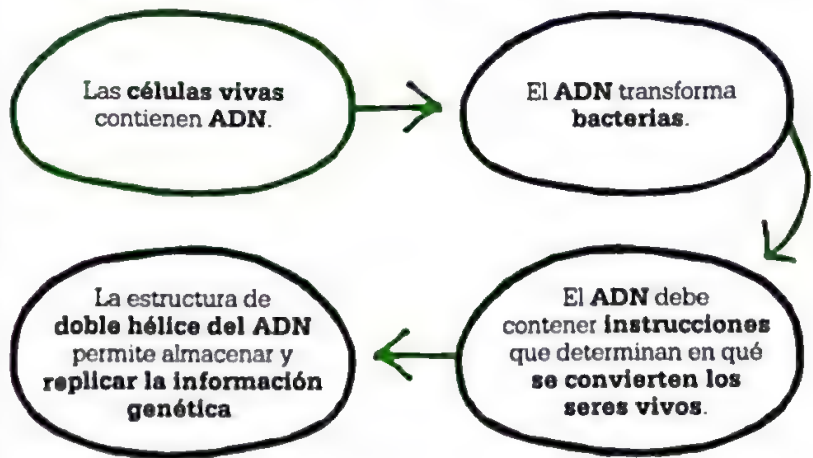 Las células vivas
contienen ADN.
El ADN transforma
bacterias.
El ADN debe
contener instrucciones
que determinan en qué
se convierten los
seres vivos.
La estructura de
doble hélice del ADN
permite almacenar y
replicar la información
genética